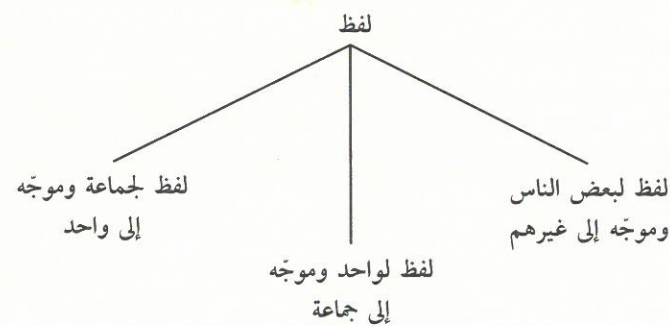 لفظ
لفظ لبعض الناس
وموجّه إلى غيرهم
لفظ لواحد وموجّه
إلى جماعة
لفظ لجماعة وموجّه
إلى واحد